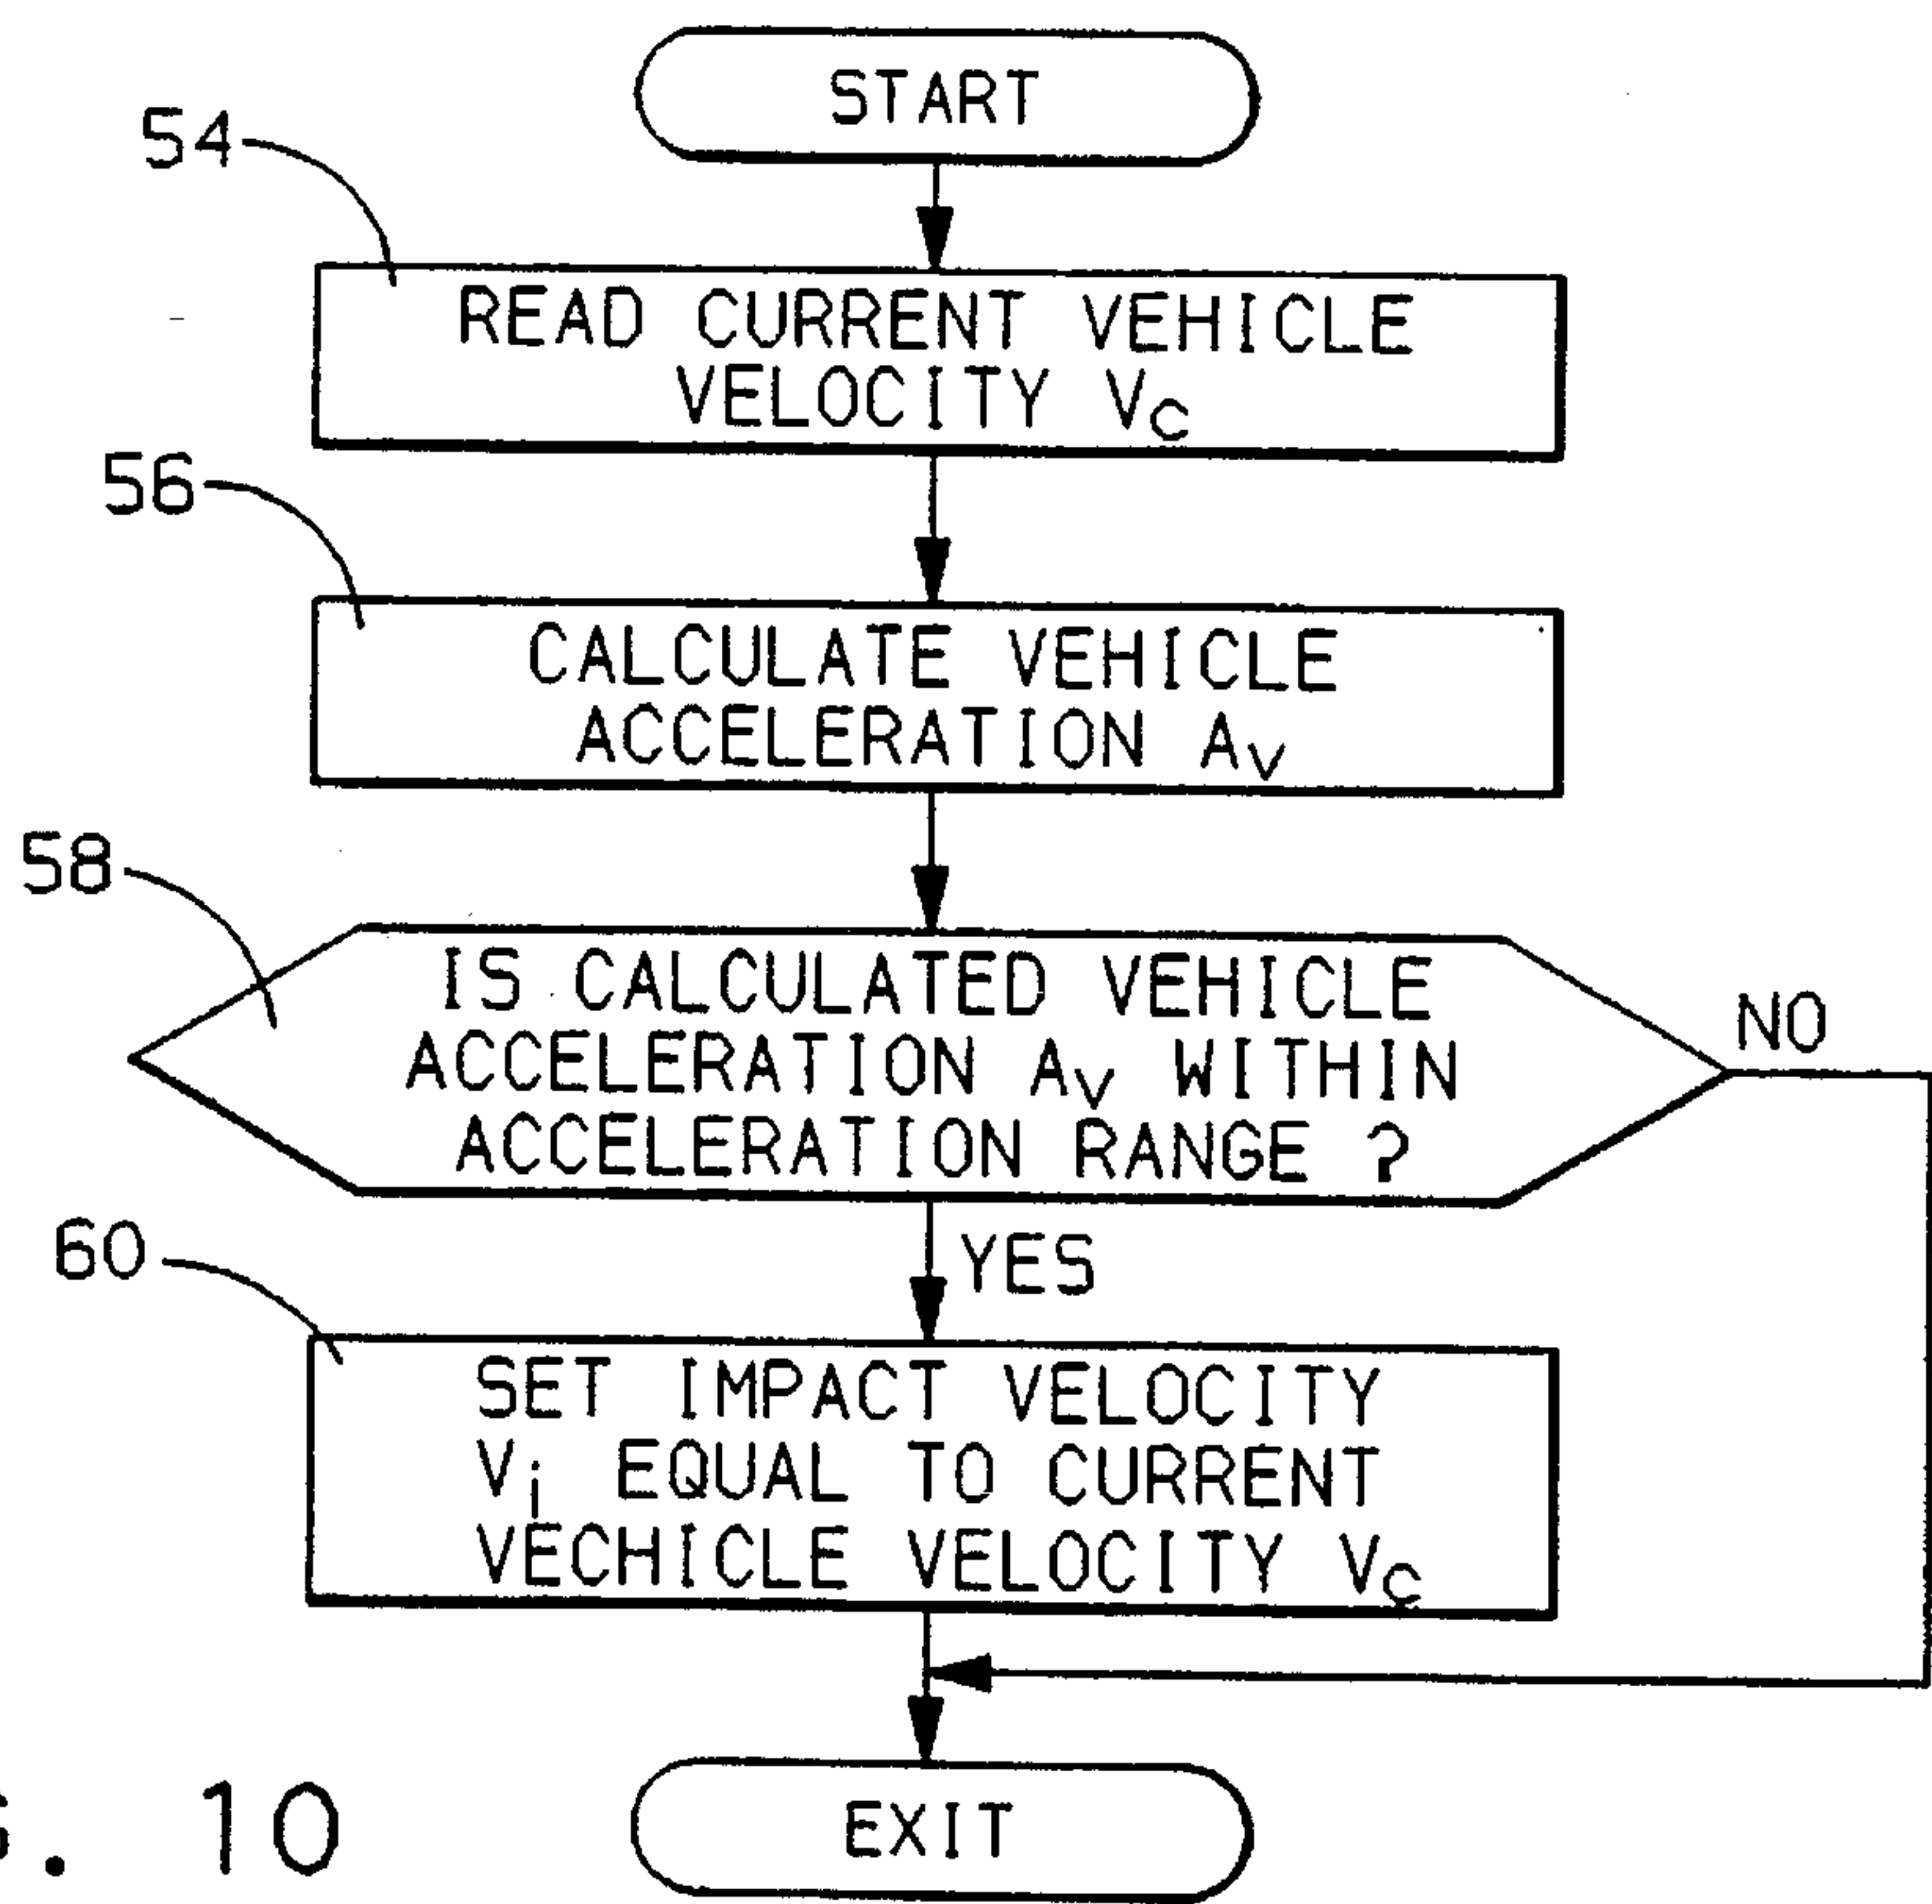 START
54
READ CURRENT VEHICLE
VELOCITY Vc
56
CALCULATE VEHICLE
ACCELERATION Av
58
IS CALCULATED VEHICLE
ACCELERATION Av WITHIN
ACCELERATION RANGE ?
NO
YES
60
SET IMPACT VELOCITY
Vi EQUAL TO CURRENT
VECHICLE VELOCITY Vc
EXIT
. 10